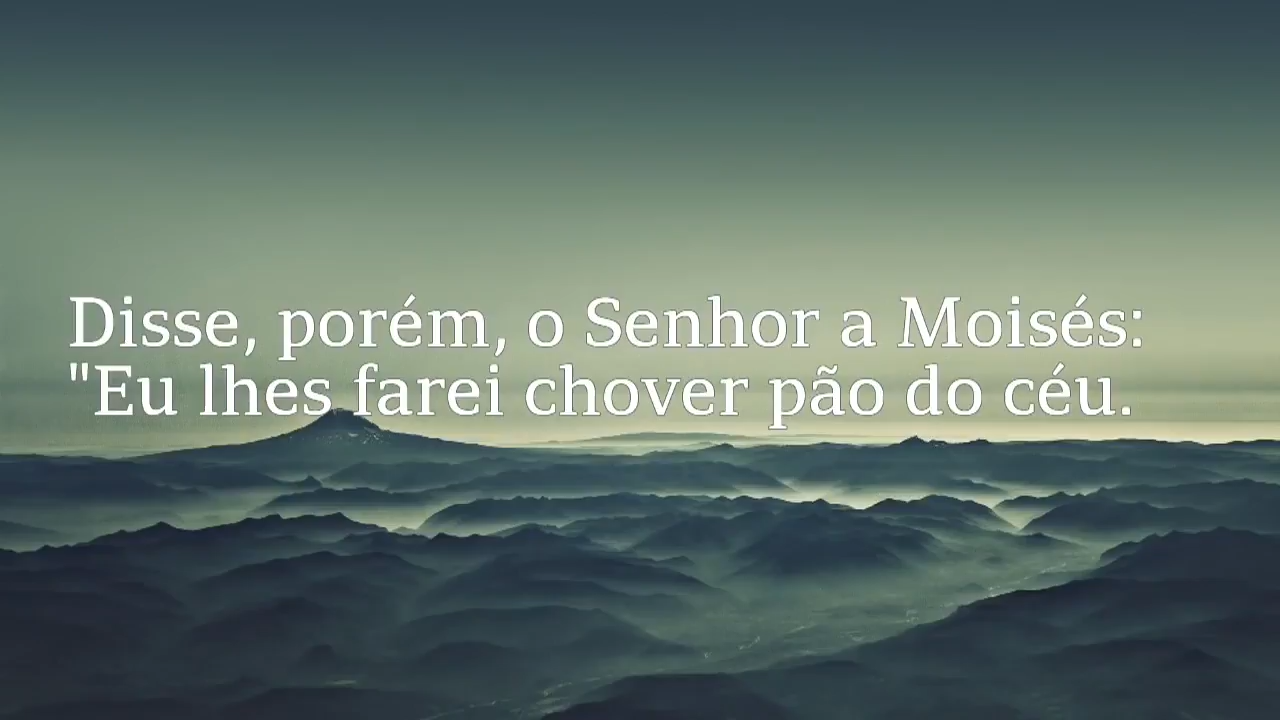 Disse, porém, o Senhor a Moisés:
"Eu lhes farei chover pão do céu.